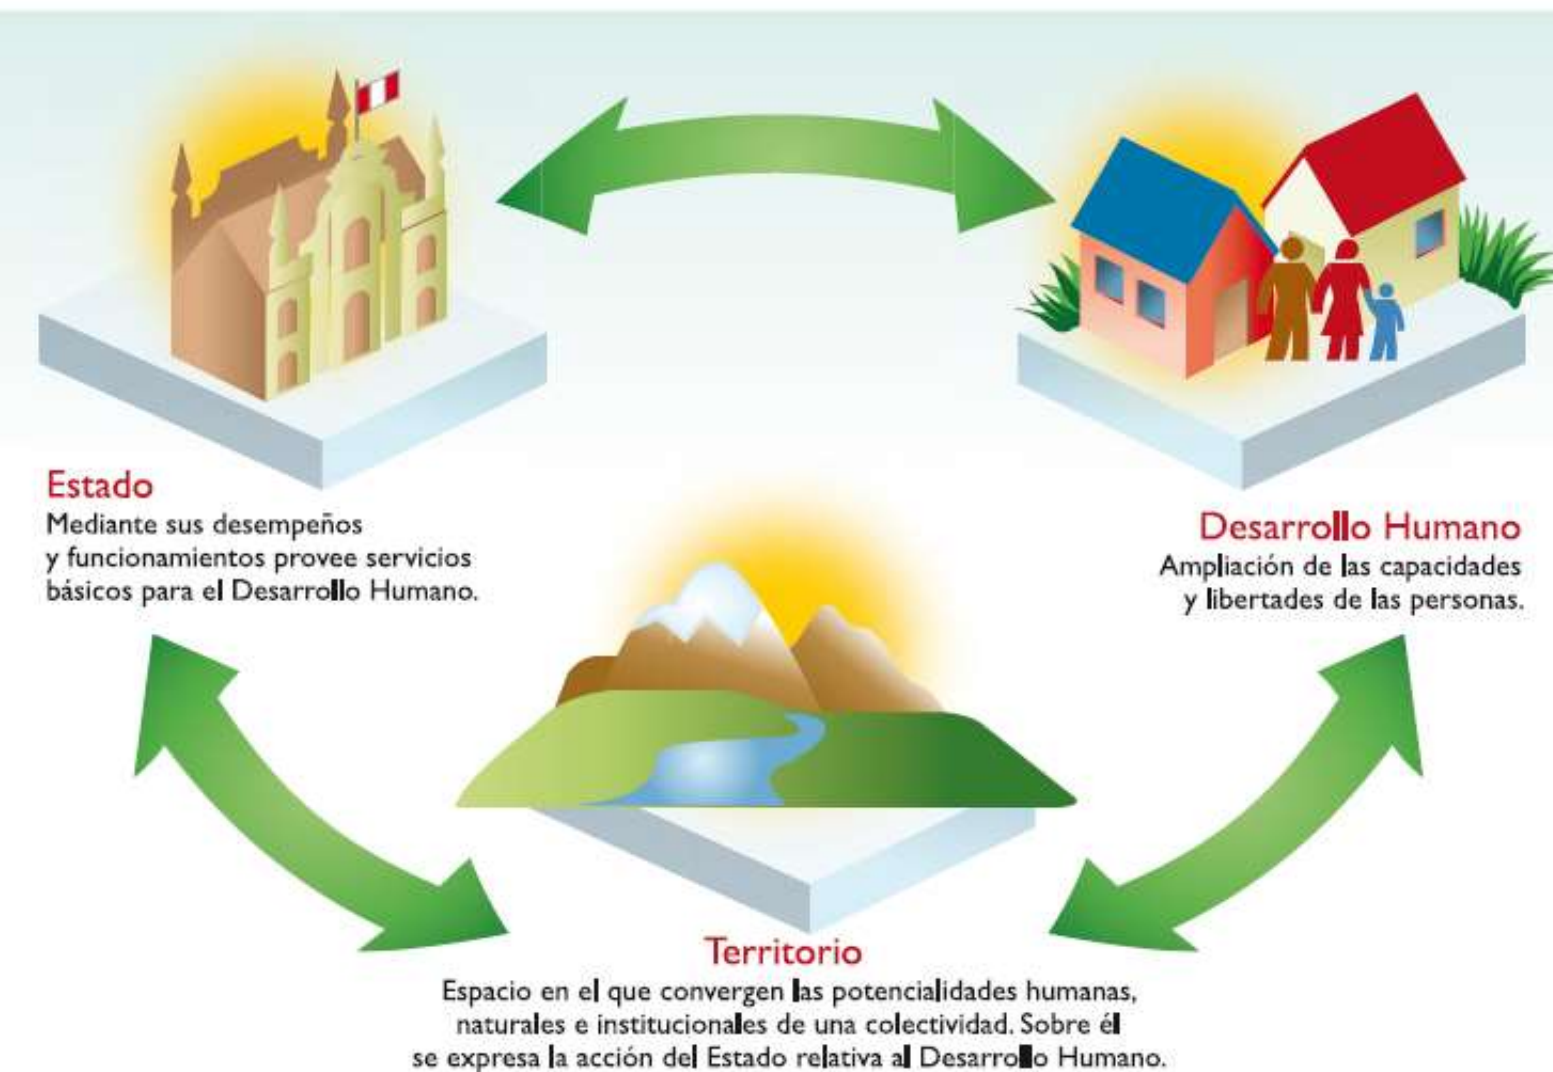 Estado
Mediante sus desempeños
y funcionamientos provee servicios
básicos para el Desarrollo Humano.
Desarrollo Humano
Ampliación de las capacidades
y libertades de las personas.
Territorio
Espacio en el que convergen las potencialidades humanas,
naturales e institucionales de una colectividad. Sobre él
se expresa la acción del Estado relativa al Desarrollo Humano.